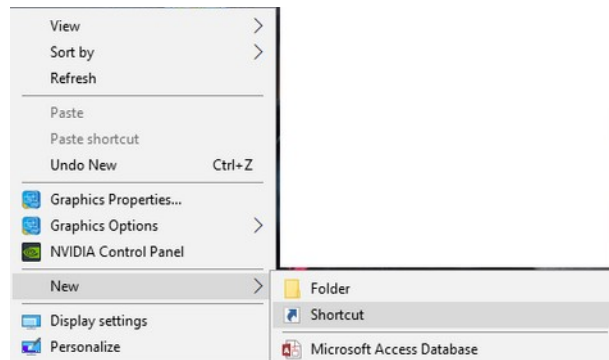 View
Sort by
Refresh
Paste
Paste shortcut
Undo New Ctrl+Z
Graphics Properties...
Graphics Options
NVIDIA Control Panel
New
Display settings
Personalize
Folder
Shortcut
Microsoft Access Database